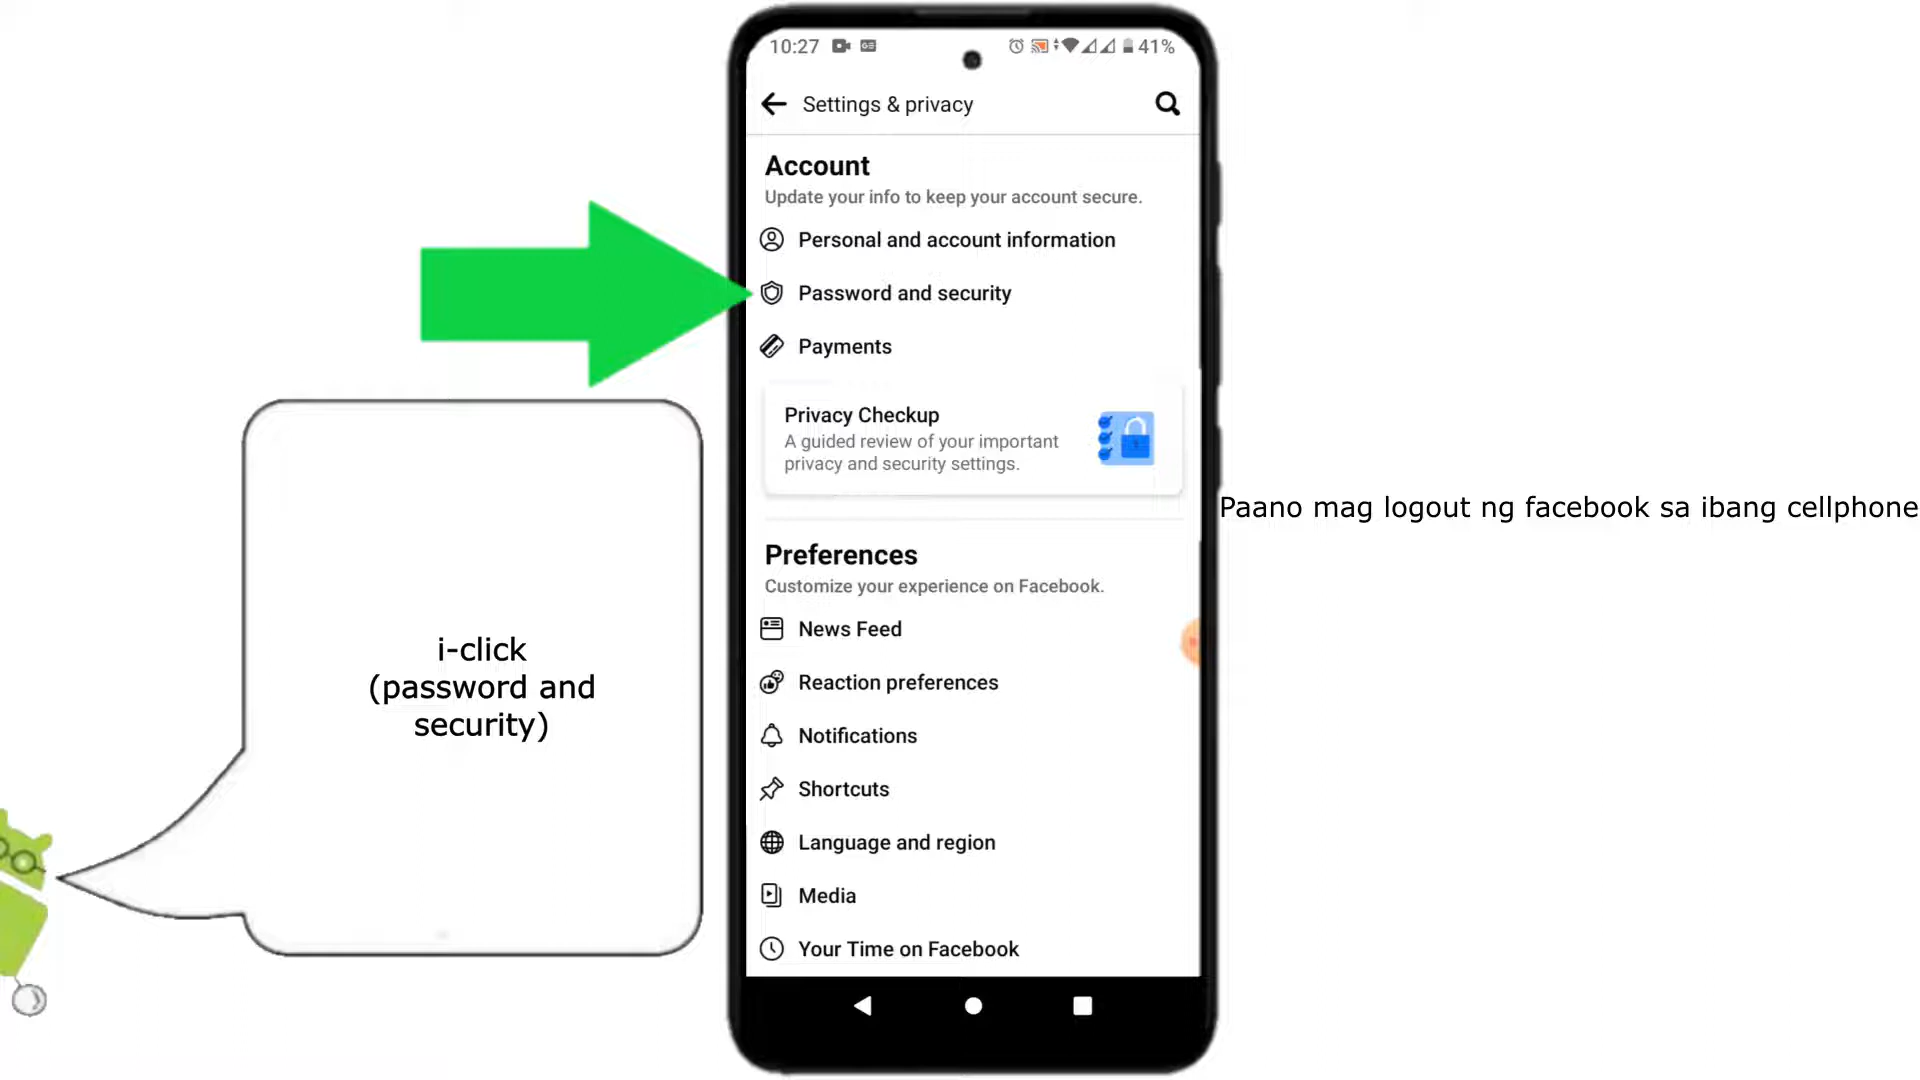 10:27
41%
Settings & privacy
Account
Update your info to keep your account secure.
Personal and account information
Password and security
Payments
Privacy Checkup
A guided review of your important
privacy and security settings.
Preferences
Customize your experience on Facebook.
News Feed
Reaction preferences
Notifications
Shortcuts
Language and region
Media
Your Time on Facebook
i-click
(password and
security)
Paano mag logout ng facebook sa ibang cellphone